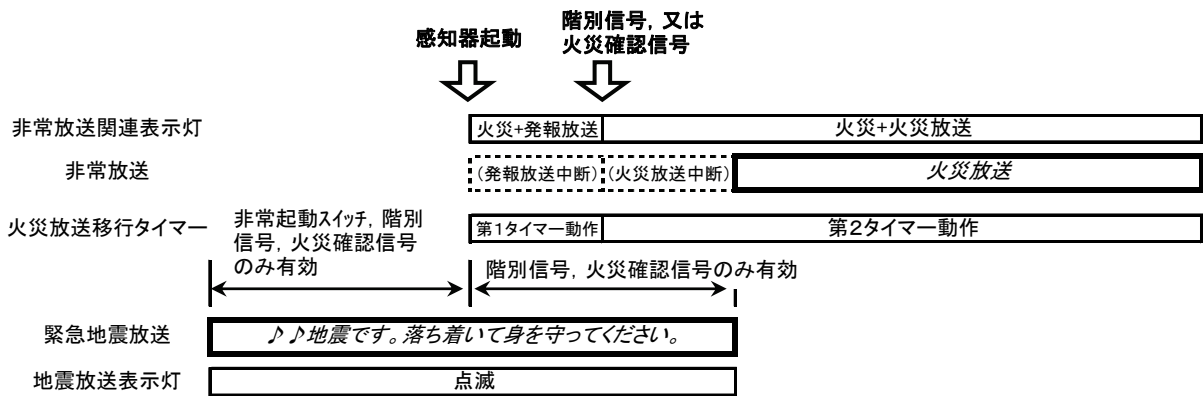 感知器起動
階別信号，又は
火災確認信号
非常放送関連表示灯
火災+発報放送
火災+火災放送
非常放送
(発報放送中断)
(火災放送中断)
火災放送
火災放送移行タイマー
非常起動スイッチ，階別
信号，火災確認信号
のみ有効
第1タイマー動作
第2タイマー動作
階別信号，火災確認信号のみ有効
緊急地震放送
♪♪地震です。落ち着いて身を守ってください。
地震放送表示灯
点滅